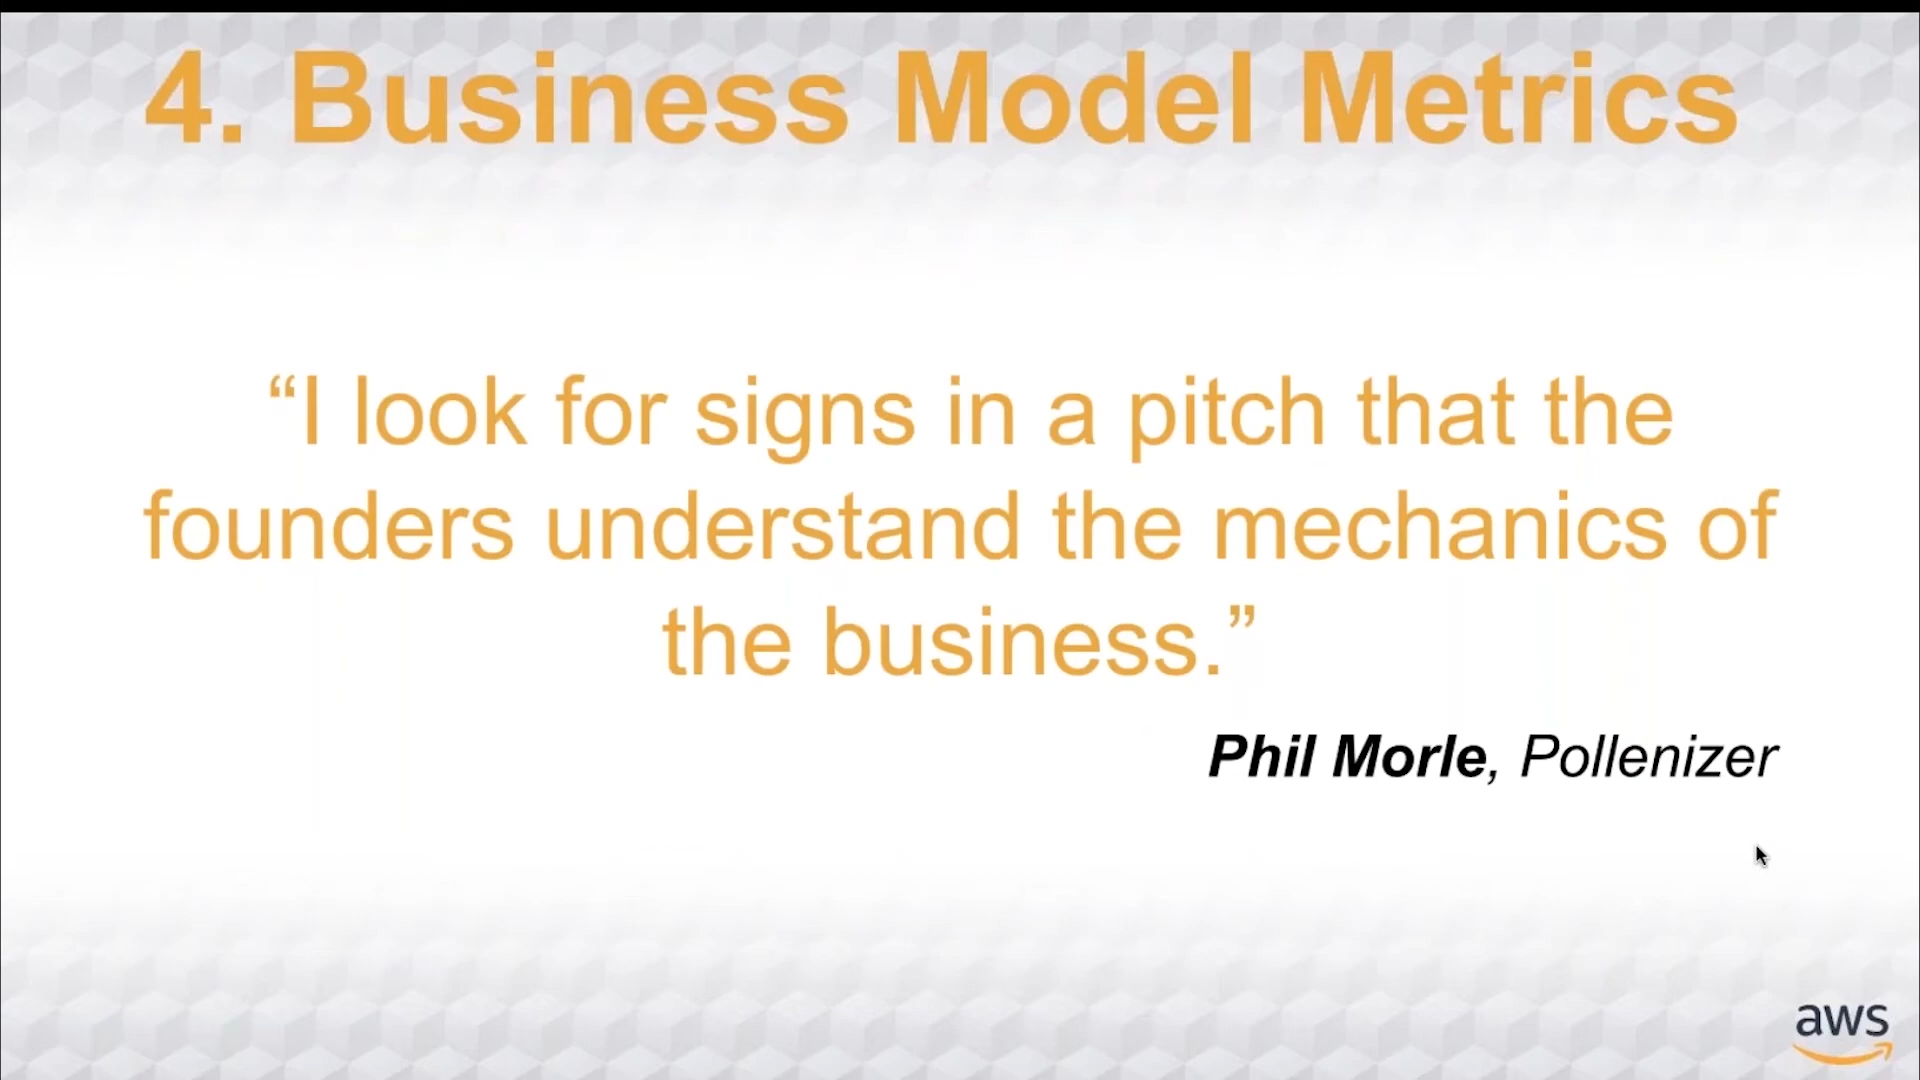 4. Business Model Metrics
“I look for signs in a pitch that the
founders understand the mechanics of
the business.”
Phil Morle, Pollenizer
aws